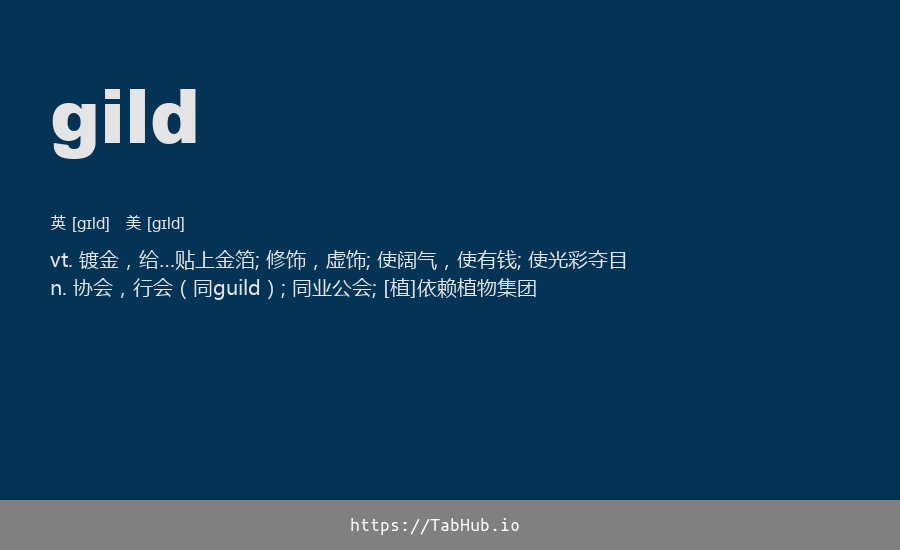 gild
英 [gɪld] 美 [gɪld]
vt. 镀金，给…贴上金箔; 修饰，虚饰; 使阔气，使有钱; 使光彩夺目
n. 协会，行会（同guild）; 同业公会; [植]依赖植物集团
https://TabHub.io